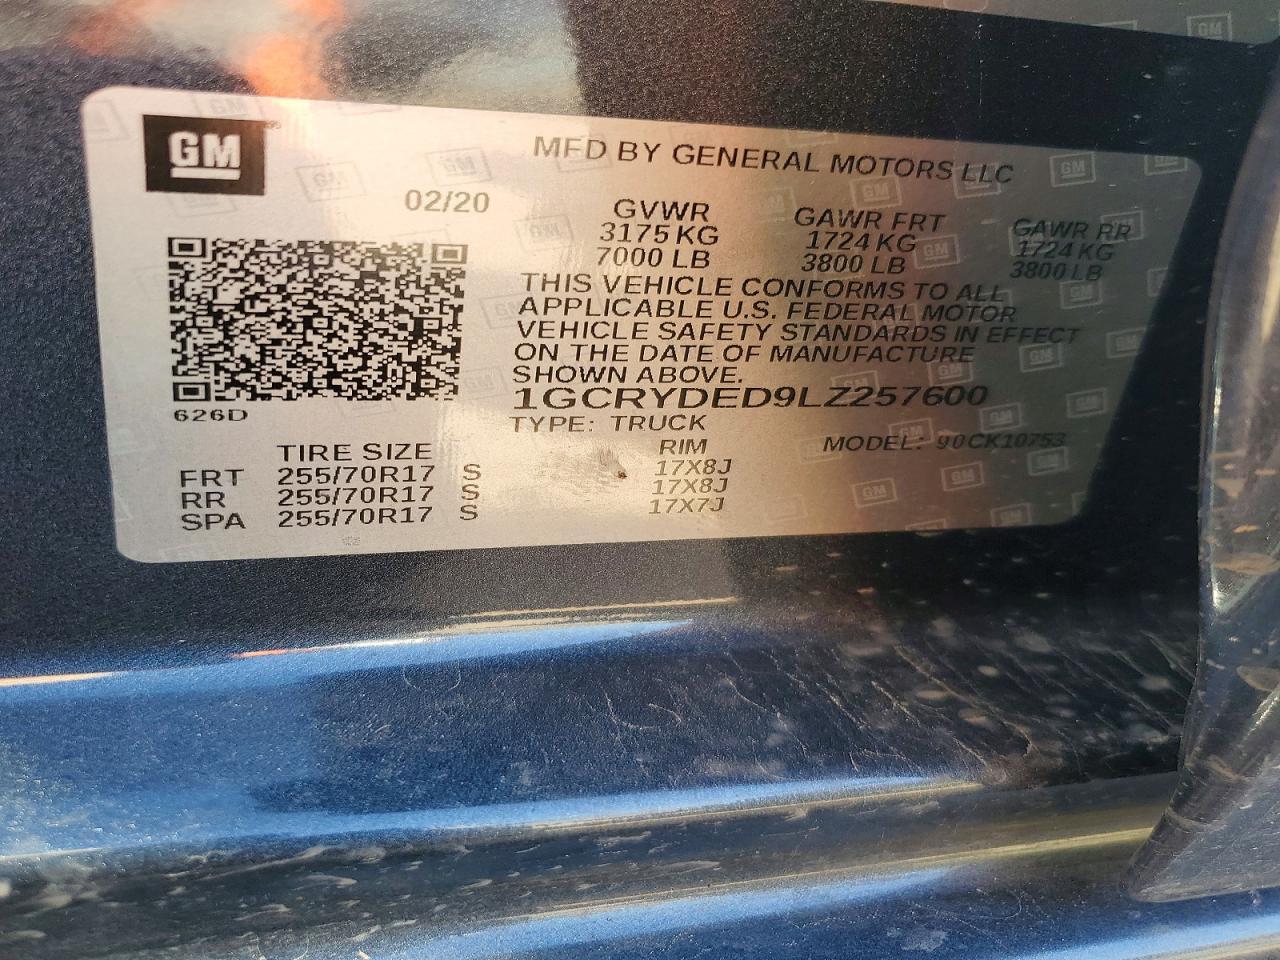 GM
MFD BY GENERAL MOTORS LLC
02/20
GVWR GAWR FRT GAWR RR
3175 KG 1724 KG 1724 KG
7000 LB 3800 LB 3800 LB
THIS VEHICLE CONFORMS TO ALL
APPLICABLE U.S. FEDERAL MOTOR
VEHICLE SAFETY STANDARDS IN EFFECT
ON THE DATE OF MANUFACTURE
SHOWN ABOVE.
1GCRYDED9LZ257600
626D
TYPE: TRUCK MODEL: 90CK10753
TIRE SIZE RIM
FRT 255/70R17 S 17X8J
RR 255/70R17 S 17X8J
SPA 255/70R17 S 17X7J